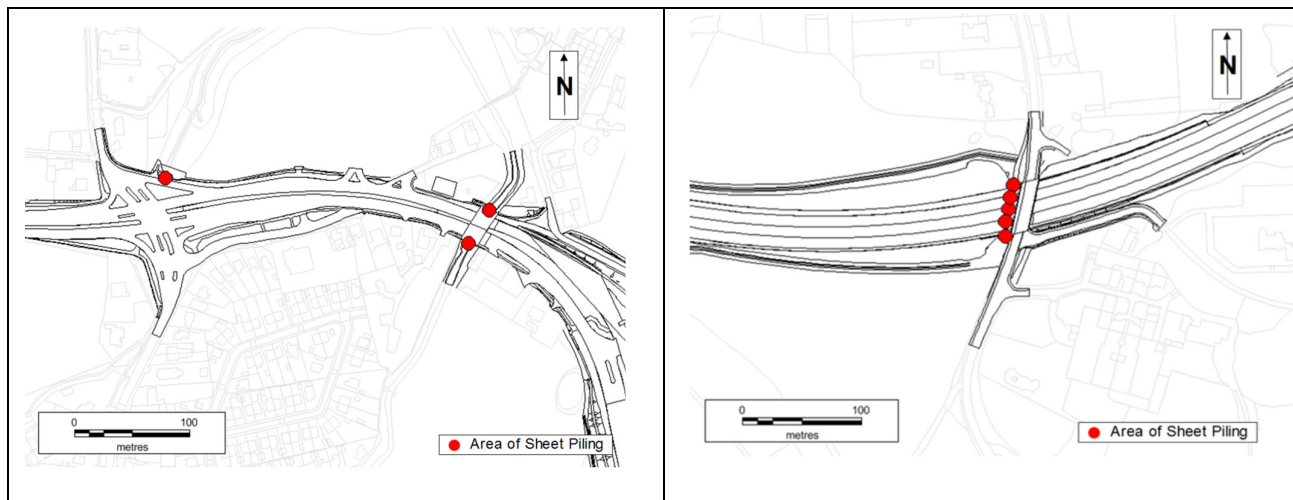 N
0 100
metres
Area of Sheet Piling
N
0 100
metres
Area of Sheet Piling